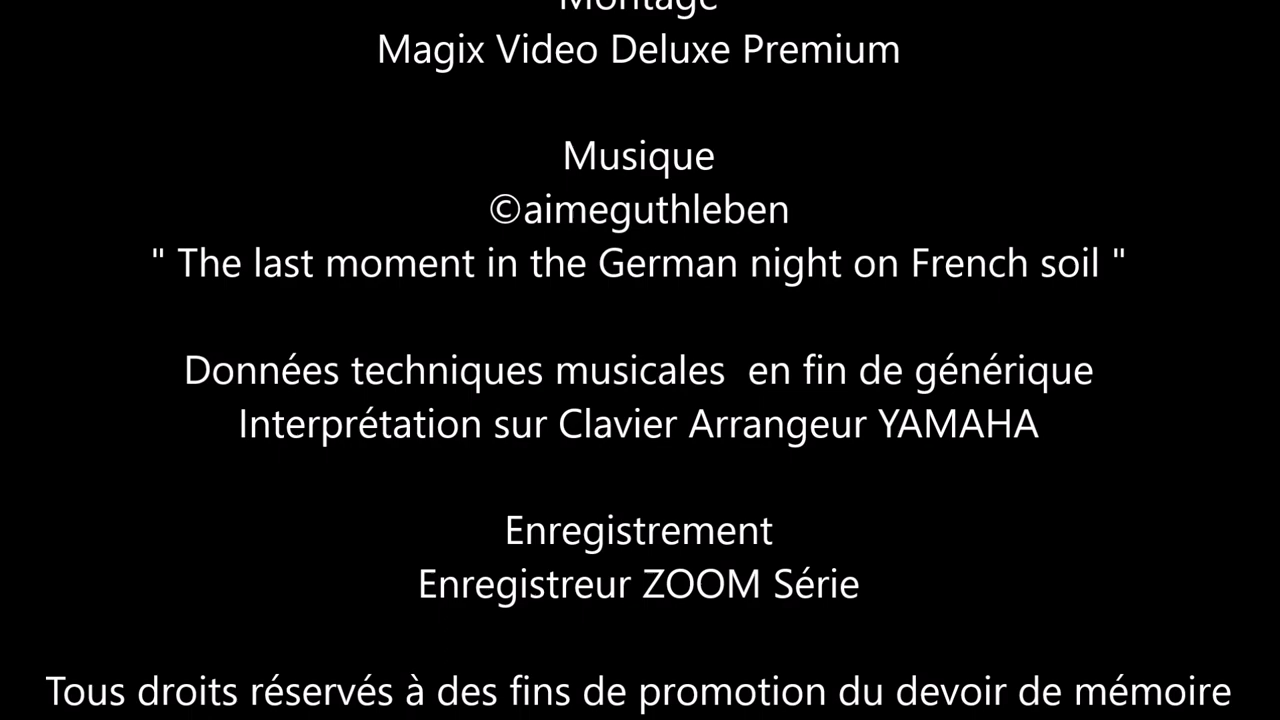 Montage
Magix Video Deluxe Premium
Musique
©aimeguthleben
" The last moment in the German night on French soil "
Données techniques musicales  en fin de générique
Interprétation sur Clavier Arrangeur YAMAHA
Enregistrement
Enregistreur ZOOM Série
Tous droits réservés à des fins de promotion du devoir de mémoire